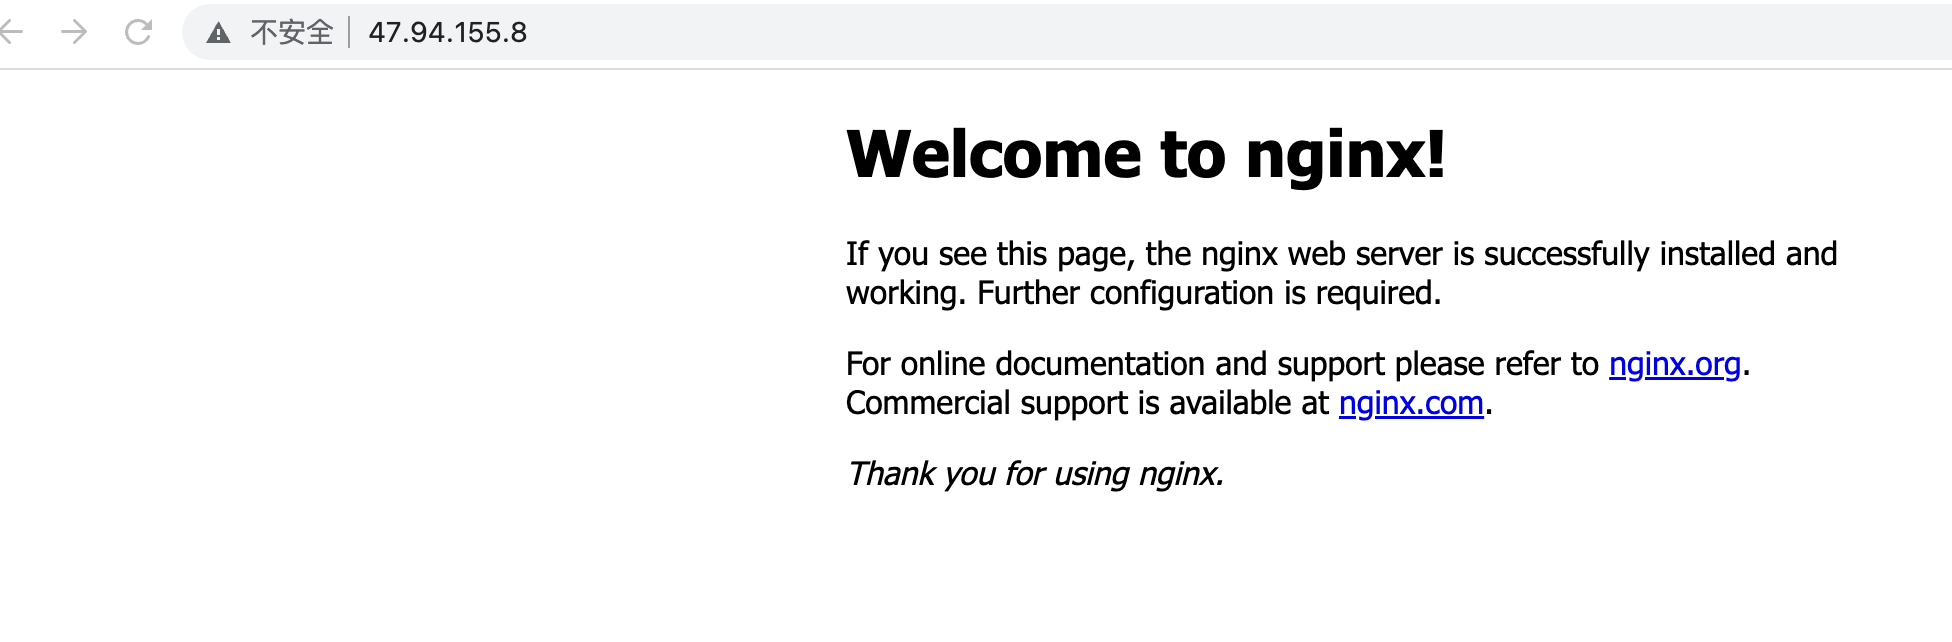 不安全 47.94.155.8
Welcome to nginx!
If you see this page, the nginx web server is successfully installed and
working. Further configuration is required.
For online documentation and support please refer to nginx.org.
Commercial support is available at nginx.com.
Thank you for using nginx.